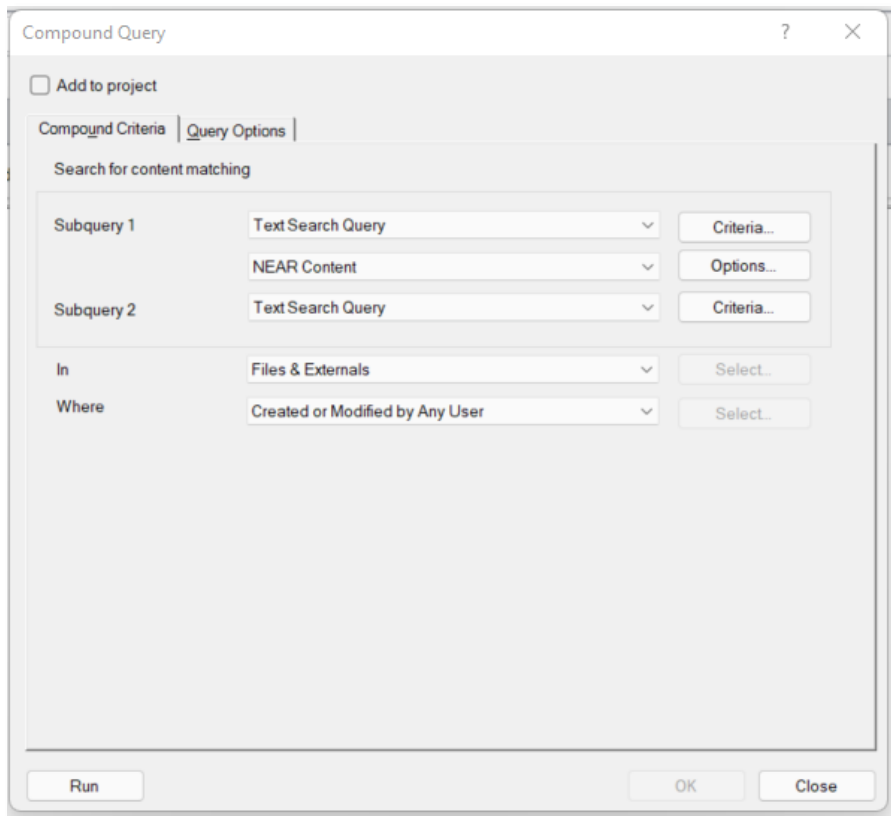 Compound Query ?
Add to project
Compound Criteria Query Options
Search for content matching
Subquery 1 Text Search Query Criteria...
NEAR Content Options...
Subquery 2 Text Search Query Criteria...
In Files & Externals Select...
Where Created or Modified by Any User Select...
Run OK Close